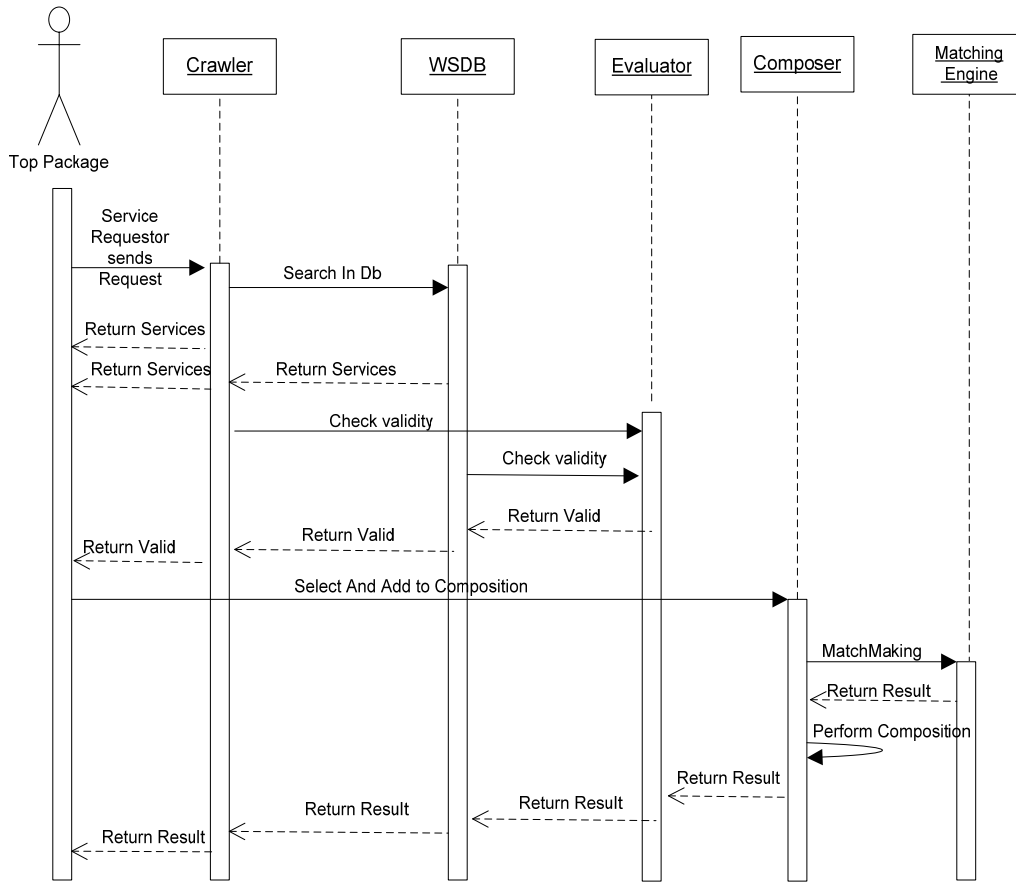 Crawler
WSDB
Evaluator
Composer
Matching
Engine
Top Package
Service
Requestor
sends
Request
Search In Db
Return Services
Return Services
Return Services
Check validity
Check validity
Return Valid
Return Valid
Return Valid
Select And Add to Composition
MatchMaking
Return Result
Perform Composition
Return Result
Return Result
Return Result
Return Result